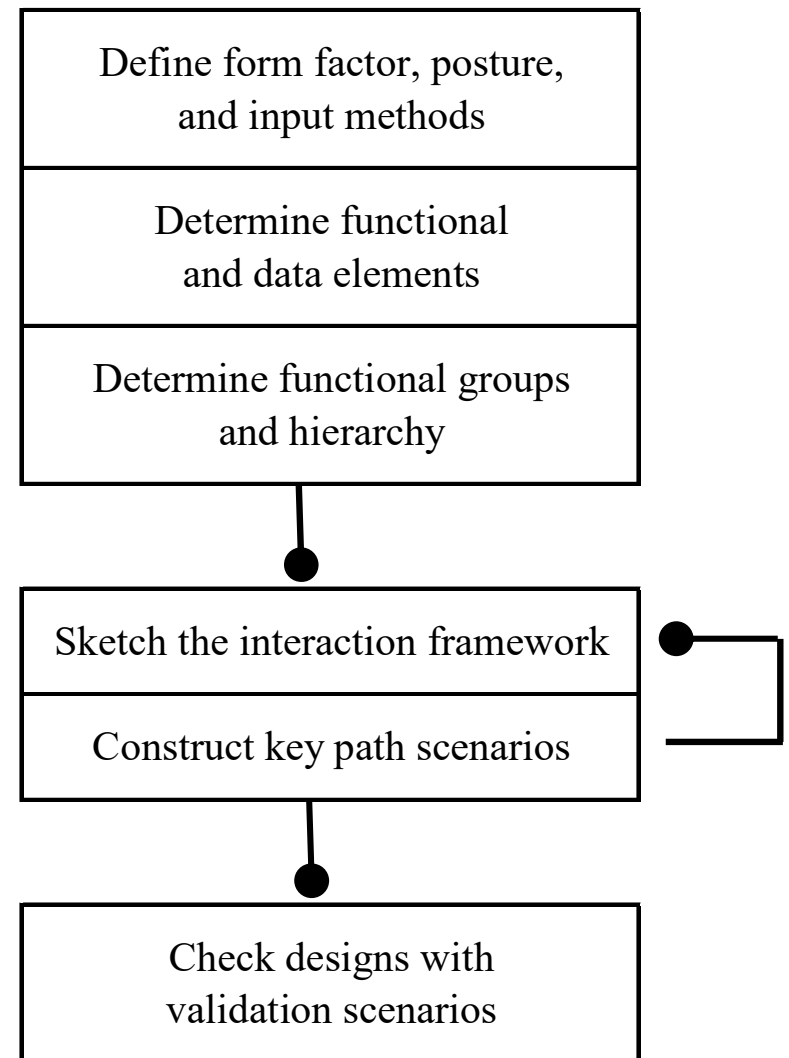 Define form factor, posture,
and input methods
Determine functional
and data elements
Determine functional groups
and hierarchy
Sketch the interaction framework
Construct key path scenarios
Check designs with
validation scenarios